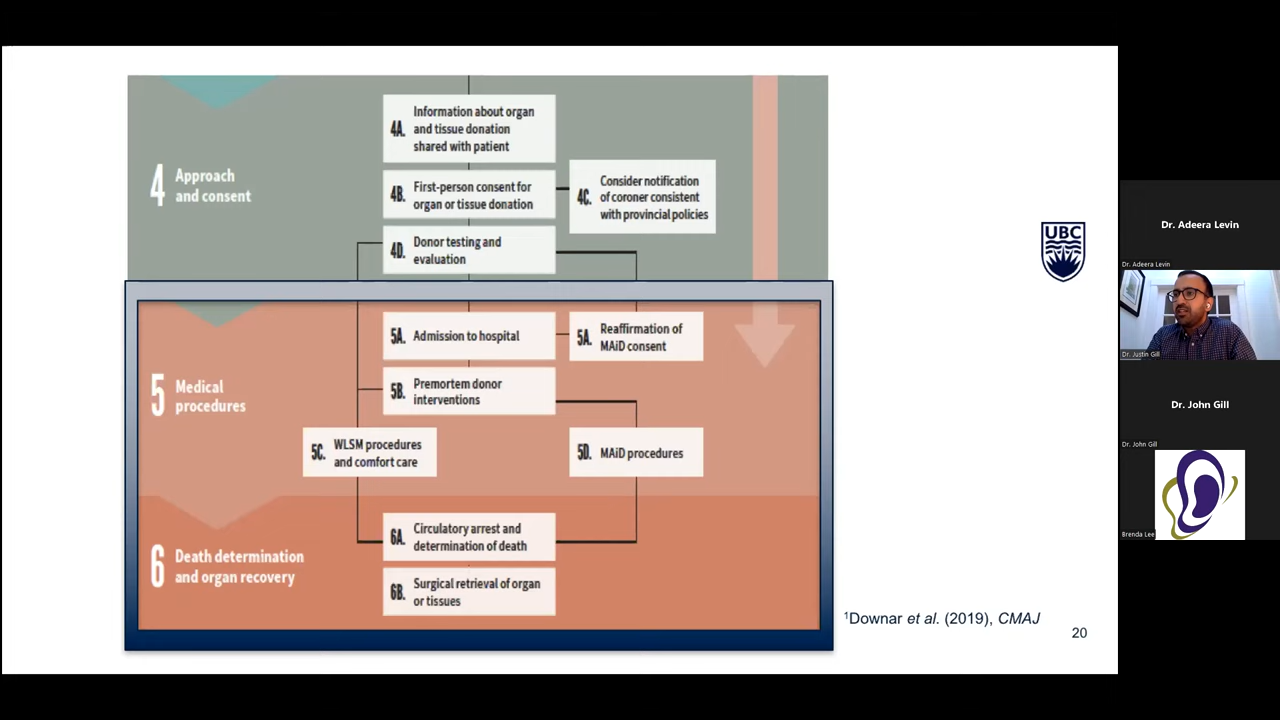 4 Approach
and consent
4A. Information about organ
and tissue donation
shared with patient
4B. First-person consent for
organ or tissue donation
4C. Consider notification
of coroner consistent
with provincial policies
4D. Donor testing and
evaluation
5 Medical
procedures
5A. Admission to hospital
5A. Reaffirmation of
MAiD consent
5B. Premortem donor
interventions
5C. WLSM procedures
and comfort care
5D. MAiD procedures
6 Death determination
and organ recovery
6A. Circulatory arrest and
determination of death
6B. Surgical retrieval of organ
or tissues
UBC
1Downar et al. (2019), CMAJ
20
Dr. Adeera Levin
Dr. Adeera Levin
Dr. Justin Gill
Dr. John Gill
Dr. John Gill
Brenda Lee